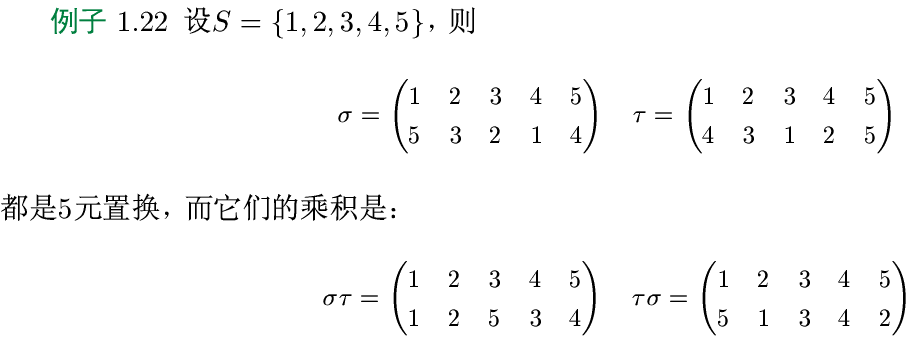 例子 1.22 设S = {1, 2, 3, 4, 5}，则
σ = (1 2 3 4 5 / 5 3 2 1 4) τ = (1 2 3 4 5 / 4 3 1 2 5)
都是5元置换，而它们的乘积是：
στ = (1 2 3 4 5 / 1 2 5 3 4) τσ = (1 2 3 4 5 / 5 1 3 4 2)